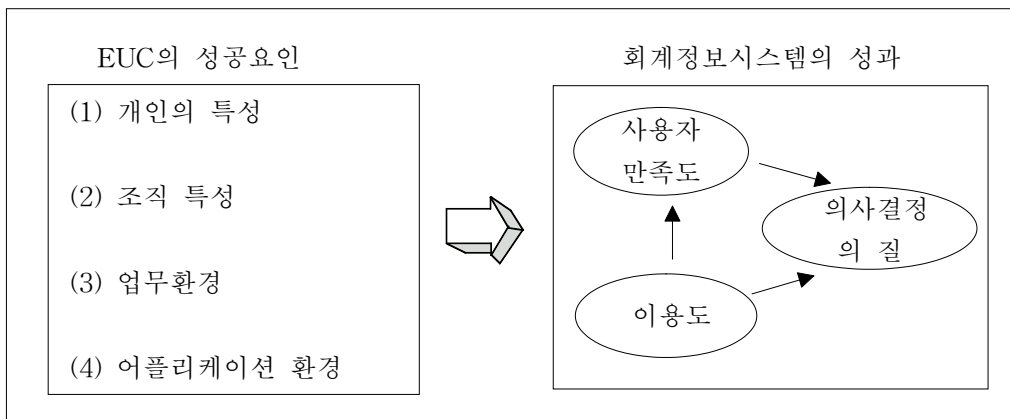 EUC의 성공요인
(1) 개인의 특성
(2) 조직 특성
(3) 업무환경
(4) 어플리케이션 환경
회계정보시스템의 성과
사용자
만족도
의사결정
의 질
이용도